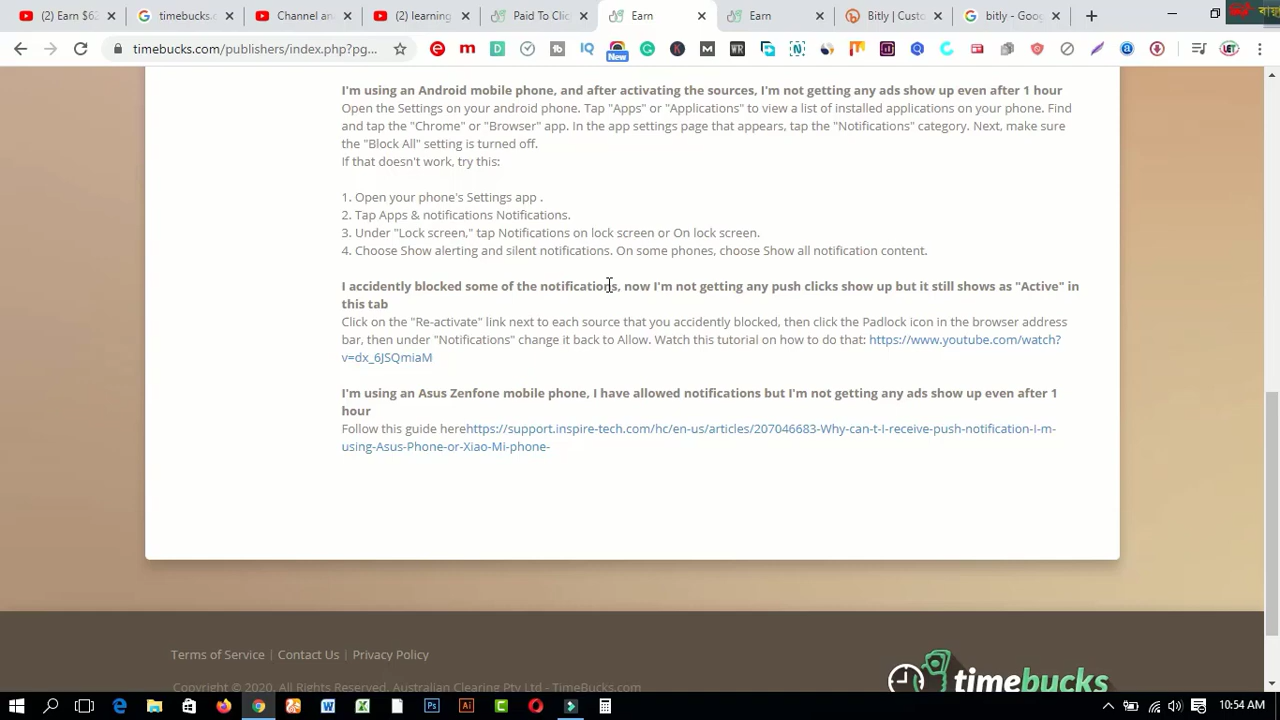 (2) Earn $62
timebucks.c
Channel an
(2) learning
Paid To Clic
Earn
Earn
Bitly | Custo
bitly - Goog
timebucks.com/publishers/index.php?pg...
New
I'm using an Android mobile phone, and after activating the sources, I'm not getting any ads show up even after 1 hour
Open the Settings on your android phone. Tap "Apps" or "Applications" to view a list of installed applications on your phone. Find
and tap the "Chrome" or "Browser" app. In the app settings page that appears, tap the "Notifications" category. Next, make sure
the "Block All" setting is turned off.
If that doesn't work, try this:
1. Open your phone's Settings app .
2. Tap Apps & notifications Notifications.
3. Under "Lock screen," tap Notifications on lock screen or On lock screen.
4. Choose Show alerting and silent notifications. On some phones, choose Show all notification content.
I accidently blocked some of the notifications, now I'm not getting any push clicks show up but it still shows as "Active" in
this tab
Click on the "Re-activate" link next to each source that you accidently blocked, then click the Padlock icon in the browser address
bar, then under "Notifications" change it back to Allow. Watch this tutorial on how to do that: https://www.youtube.com/watch?
v=dx_6JSQmiaM
I'm using an Asus Zenfone mobile phone, I have allowed notifications but I'm not getting any ads show up even after 1
hour
Follow this guide herehttps://support.inspire-tech.com/hc/en-us/articles/207046683-Why-can-t-I-receive-push-notification-I-m-
using-Asus-Phone-or-Xiao-Mi-phone-
Terms of Service | Contact Us | Privacy Policy
Copyright © 2020. All Rights Reserved. Australian Clearing Pty Ltd - TimeBucks.com
timebucks
10:54 AM